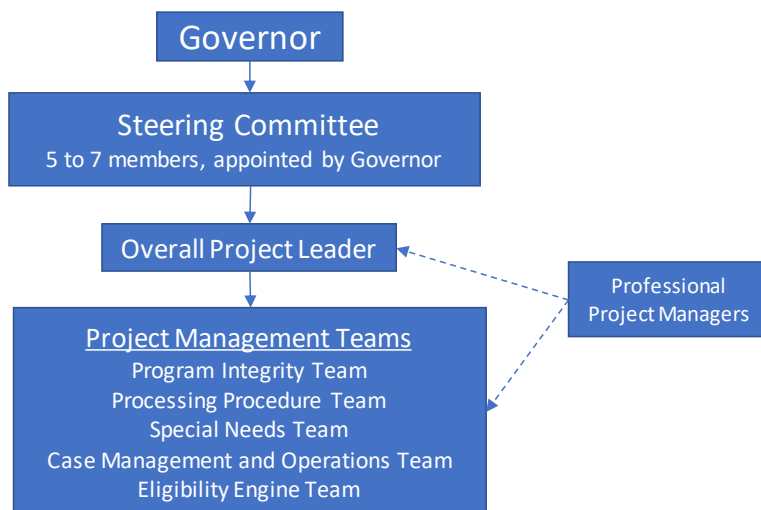 Governor
Steering Committee
5 to 7 members, appointed by Governor
Overall Project Leader
Professional
Project Managers
Project Management Teams
Program Integrity Team
Processing Procedure Team
Special Needs Team
Case Management and Operations Team
Eligibility Engine Team